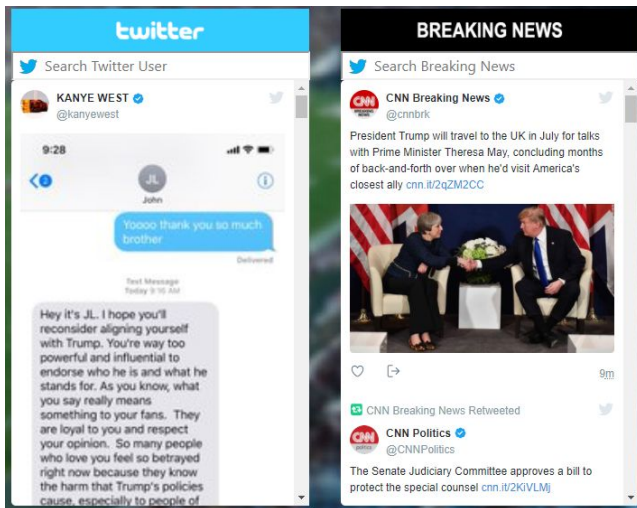 twitter
Search Twitter User
KANYE WEST
@kanyewest
9:28
2
JL
John
Yoooo thank you so much
brother
Delivered
Text Message
Today 9:16 AM
Hey it's JL. I hope you'll
reconsider aligning yourself
with Trump. You're way too
powerful and influential to
endorse who he is and what he
stands for. As you know, what
you say really means
something to your fans. They
are loyal to you and respect
your opinion. So many people
who love you feel so betrayed
right now because they know
the harm that Trump's policies
cause, especially to people of
BREAKING NEWS
Search Breaking News
CNN
CNN Breaking News
@cnnbrk
President Trump will travel to the UK in July for talks
with Prime Minister Theresa May, concluding months
of back-and-forth over when he'd visit America's
closest ally cnn.it/2qZM2CC
9m
CNN Breaking News Retweeted
CNN
politics
CNN Politics
@CNNPolitics
The Senate Judiciary Committee approves a bill to
protect the special counsel cnn.it/2KiVLMj